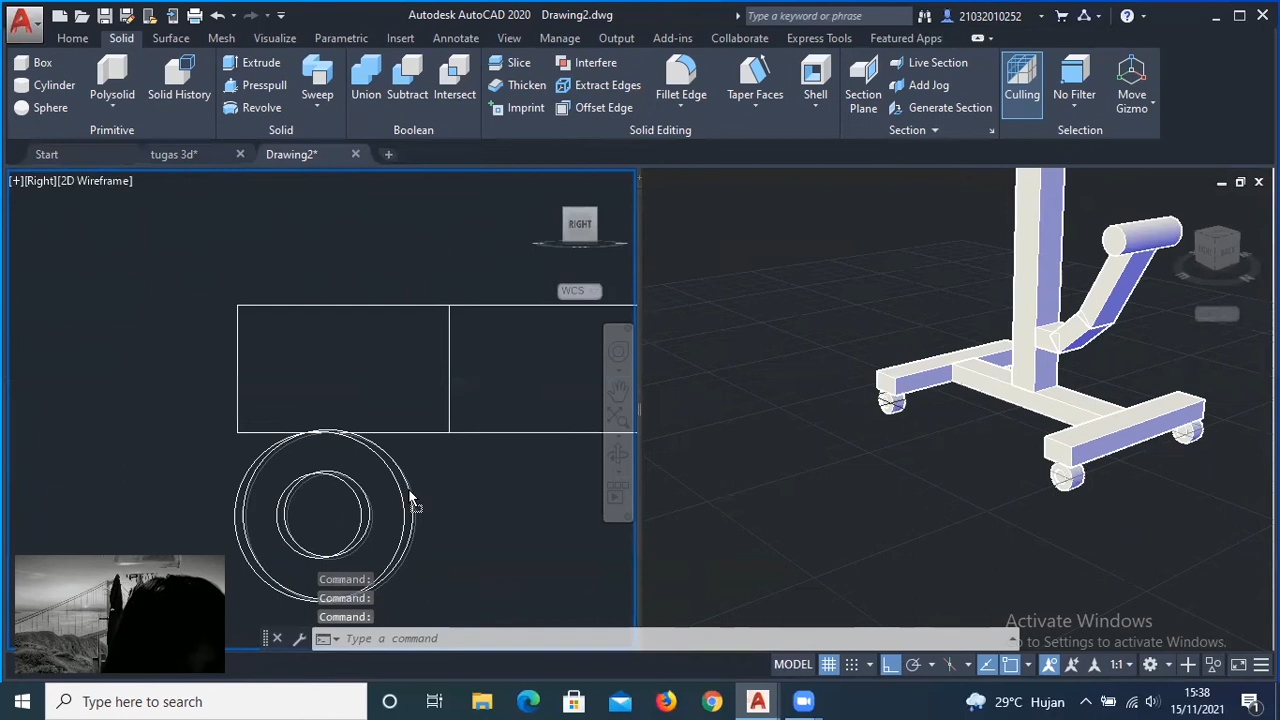 Autodesk AutoCAD 2020 Drawing2.dwg
Type a keyword or phrase
21032010252
Home Solid Surface Mesh Visualize Parametric Insert Annotate View Manage Output Add-ins Collaborate Express Tools Featured Apps
Box
Cylinder
Sphere
Polysolid
Solid History
Primitive
Extrude
Presspull
Revolve
Sweep
Solid
Union
Subtract
Intersect
Boolean
Slice
Thicken
Imprint
Interfere
Extract Edges
Offset Edge
Fillet Edge
Taper Faces
Shell
Solid Editing
Section
Plane
Live Section
Add Jog
Generate Section
Section
Culling
No Filter
Move
Gizmo
Selection
Start
tugas 3d*
Drawing2*
[+][Right][2D Wireframe]
RIGHT
WCS
Command:
Command:
Command:
Type a command
Activate Windows
Go to Settings to activate Windows.
MODEL
1:1
Type here to search
29°C Hujan
15:38
15/11/2021
1